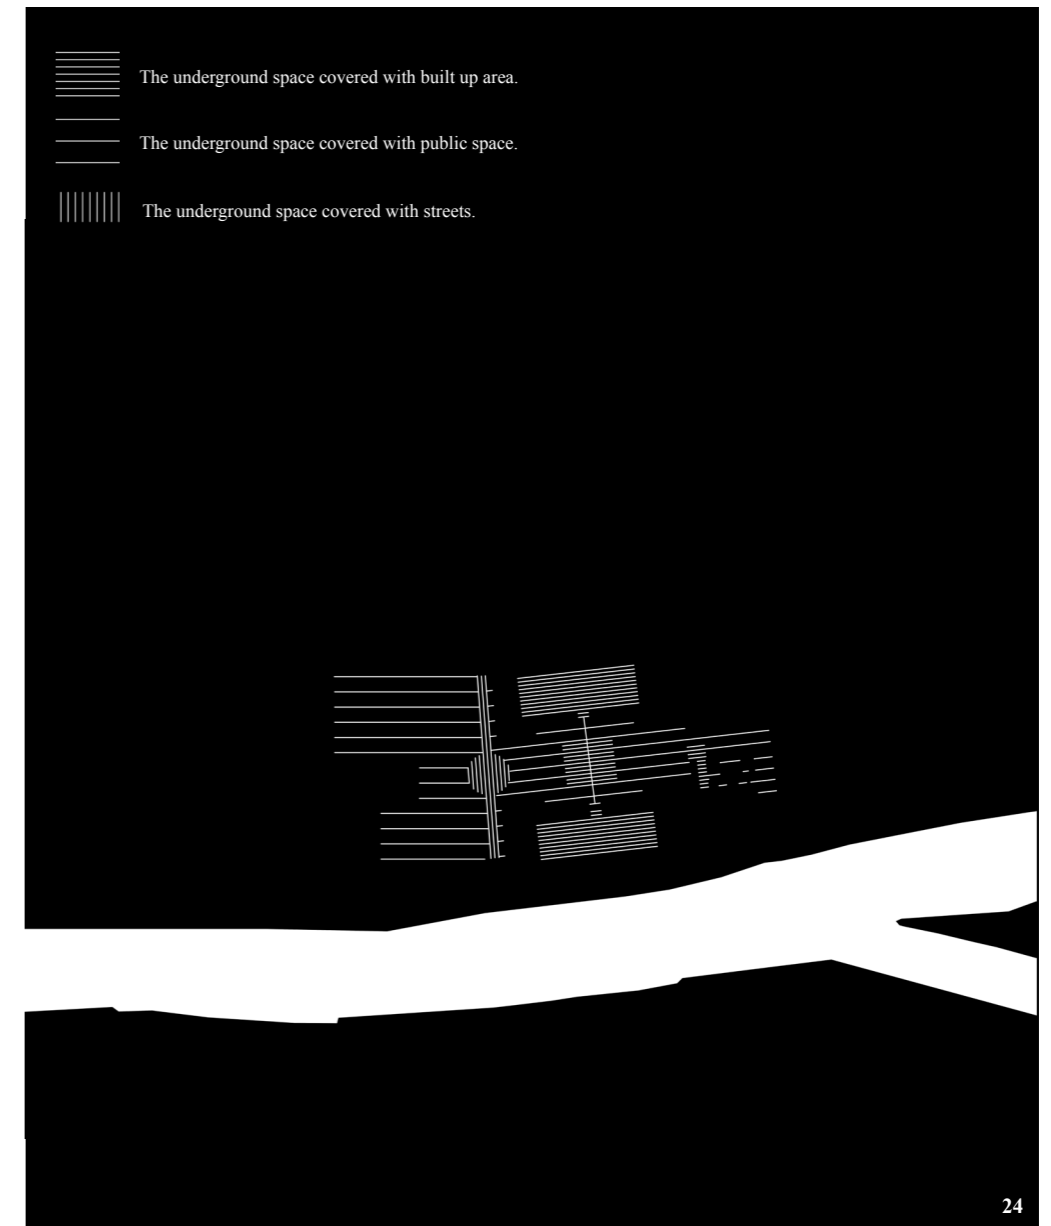 The underground space covered with built up area.
The underground space covered with public space.
The underground space covered with streets.
24